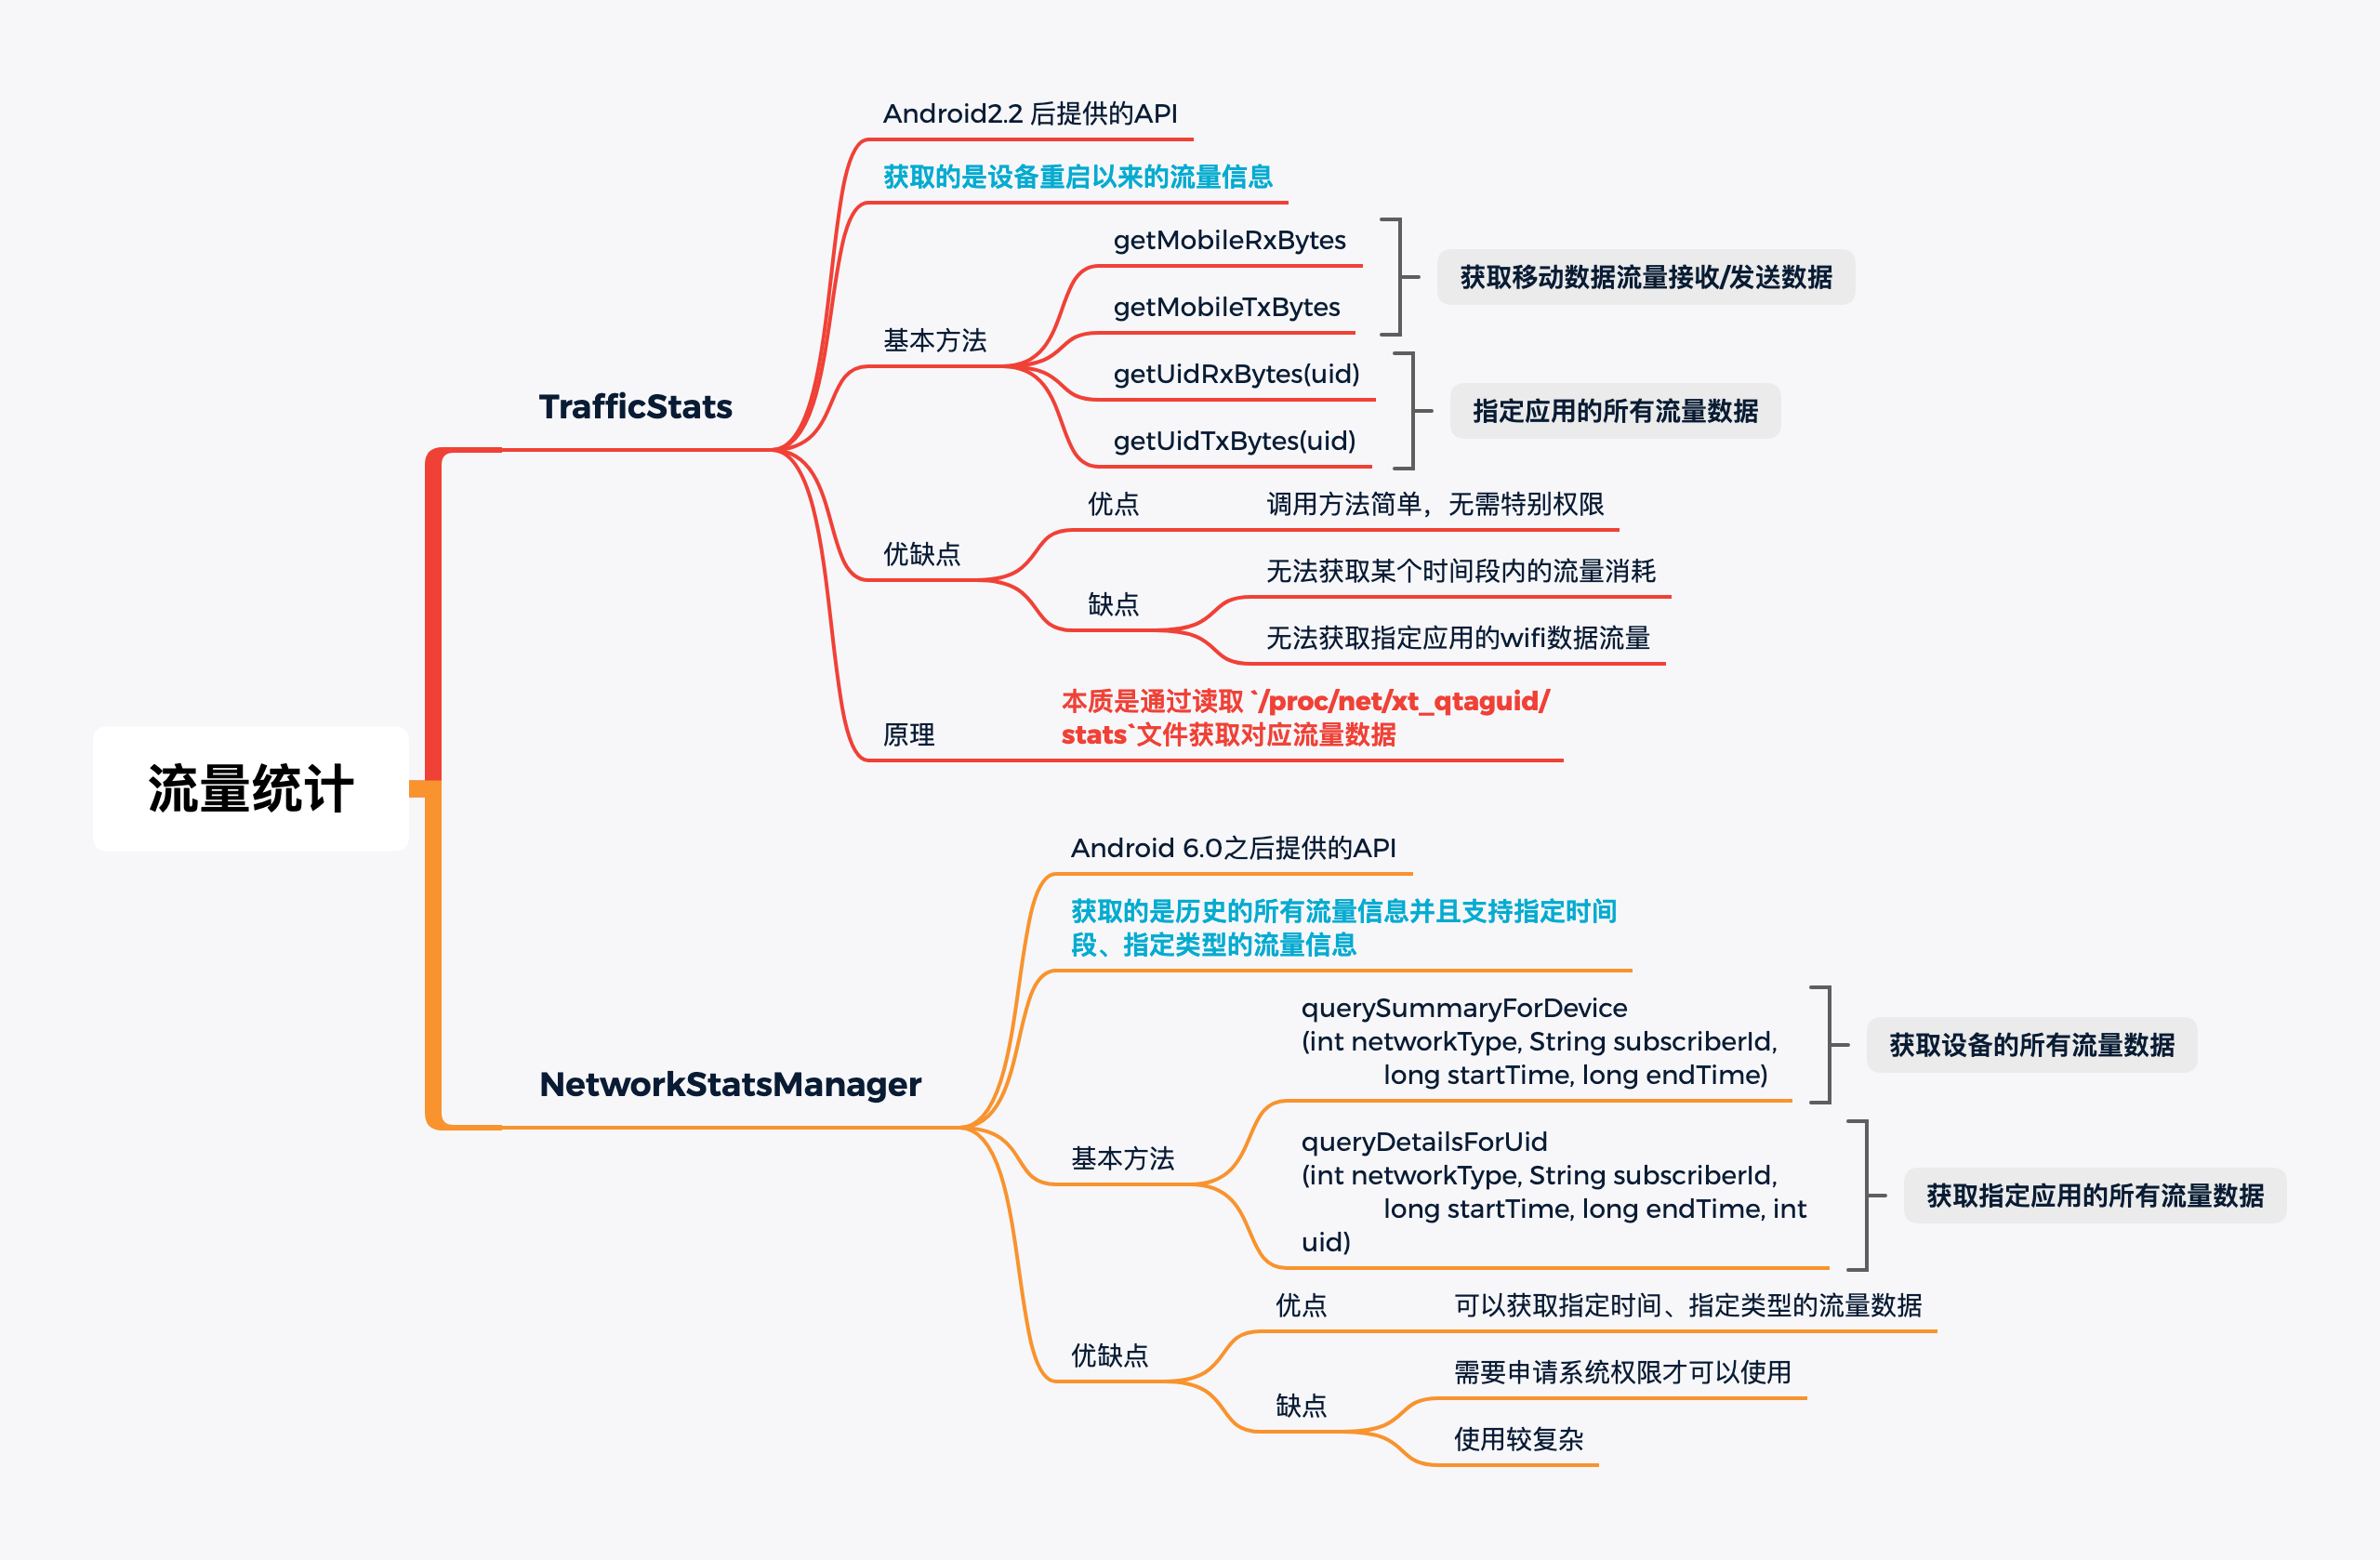 流量统计
TrafficStats
Android2.2 后提供的API
获取的是设备重启以来的流量信息
基本方法
getMobileRxBytes
getMobileTxBytes
获取移动数据流量接收/发送数据
getUidRxBytes(uid)
getUidTxBytes(uid)
指定应用的所有流量数据
优缺点
优点
调用方法简单，无需特别权限
缺点
无法获取某个时间段内的流量消耗
无法获取指定应用的wifi数据流量
原理
本质是通过读取 `/proc/net/xt_qtaguid/
stats`文件获取对应流量数据
NetworkStatsManager
Android 6.0之后提供的API
获取的是历史的所有流量信息并且支持指定时间
段、指定类型的流量信息
基本方法
querySummaryForDevice
(int networkType, String subscriberId,
long startTime, long endTime)
获取设备的所有流量数据
queryDetailsForUid
(int networkType, String subscriberId,
long startTime, long endTime, int
uid)
获取指定应用的所有流量数据
优缺点
优点
可以获取指定时间、指定类型的流量数据
缺点
需要申请系统权限才可以使用
使用较复杂